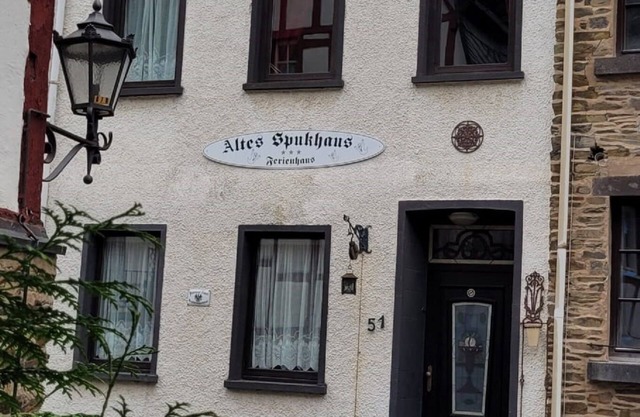 Altes Spukhaus
***
Ferienhaus
51